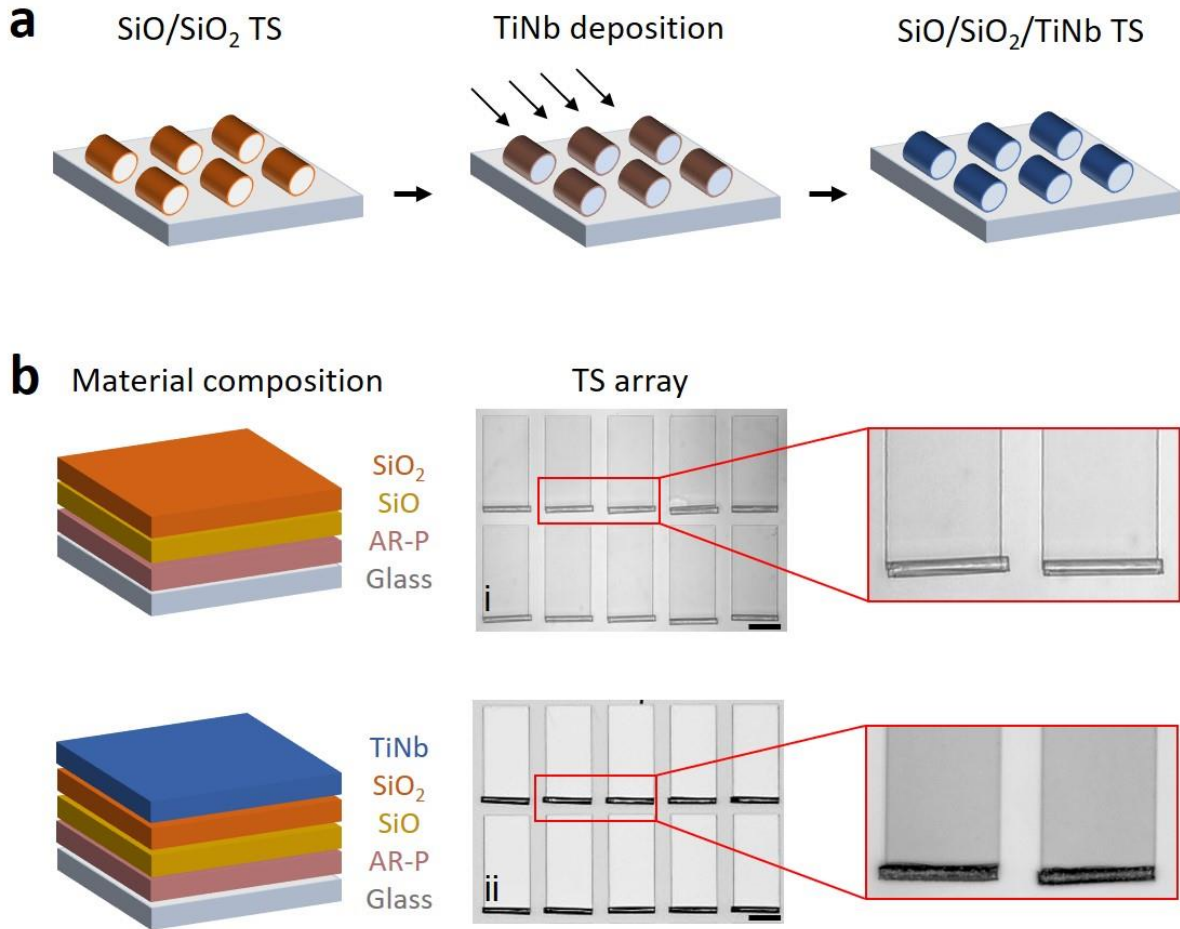 a
SiO/SiO₂ TS
TiNb deposition
SiO/SiO₂/TiNb TS
b
Material composition
TS array
SiO₂
SiO
AR-P
Glass
i
TiNb
SiO₂
SiO
AR-P
Glass
ii